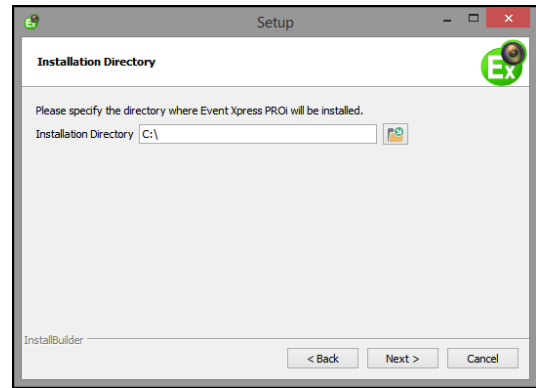 Setup
Installation Directory
Ex
Please specify the directory where Event Xpress PROi will be installed.
Installation Directory C:\
InstallBuilder
< Back Next > Cancel